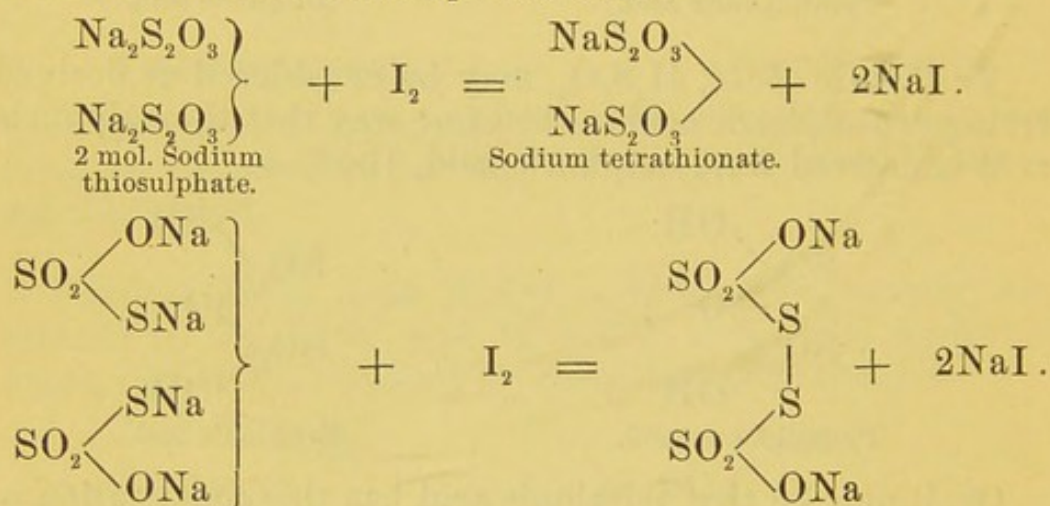 Na₂S₂O₃ NaS₂O₃
+ I₂ = + 2NaI.
Na₂S₂O₃ NaS₂O₃
2 mol. Sodium Sodium tetrathionate.
thiosulphate.
ONa ONa
SO₂ SO₂
SNa S
+ I₂ = + 2NaI.
SNa S
SO₂ SO₂
ONa ONa